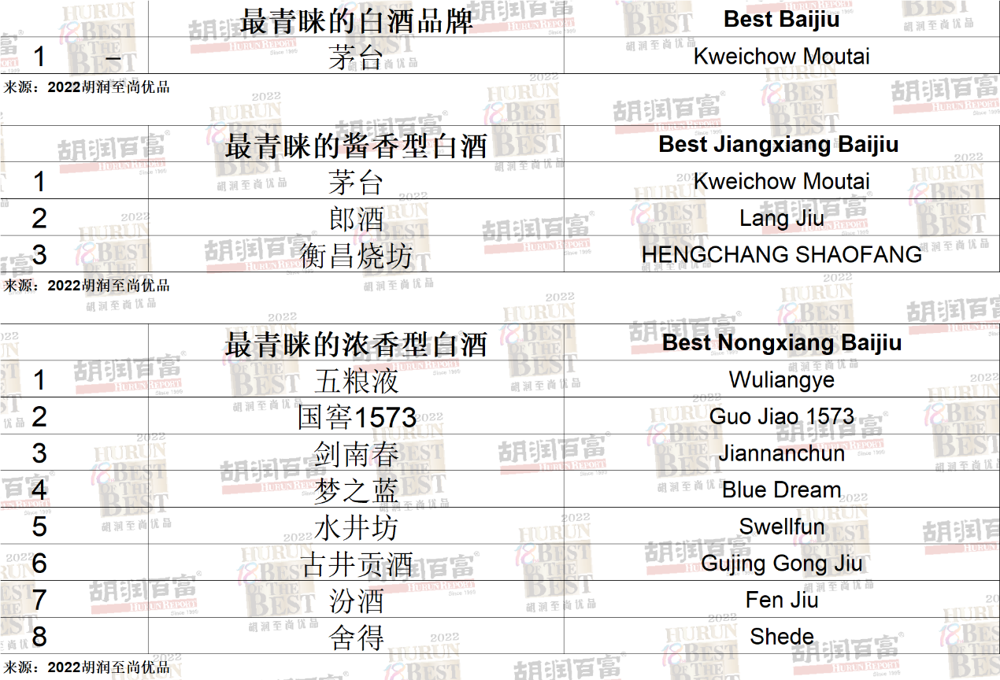 最青睐的白酒品牌 Best Baijiu
1 – 茅台 Kweichow Moutai
来源：2022胡润至尚优品
最青睐的酱香型白酒 Best Jiangxiang Baijiu
1 茅台 Kweichow Moutai
2 郎酒 Lang Jiu
3 衡昌烧坊 HENGCHANG SHAOFANG
来源：2022胡润至尚优品
最青睐的浓香型白酒 Best Nongxiang Baijiu
1 五粮液 Wuliangye
2 国窖1573 Guo Jiao 1573
3 剑南春 Jiannanchun
4 梦之蓝 Blue Dream
5 水井坊 Swellfun
6 古井贡酒 Gujing Gong Jiu
7 汾酒 Fen Jiu
8 舍得 Shede
来源：2022胡润至尚优品